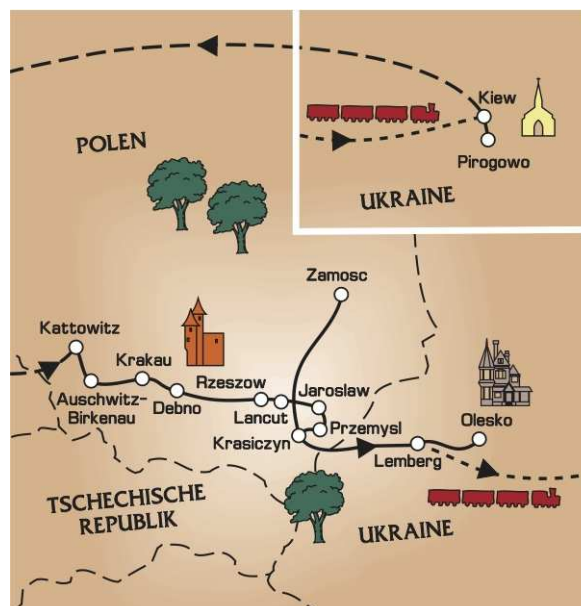 POLEN
Kiew
Pirogowo
UKRAINE
Zamosc
Kattowitz
Krakau
Rzeszow
Jaroslaw
Auschwitz-
Birkenau
Debno
Lancut
Przemysl
Olesko
Krasiczyn
Lemberg
TSCHECHISCHE
REPUBLIK
UKRAINE